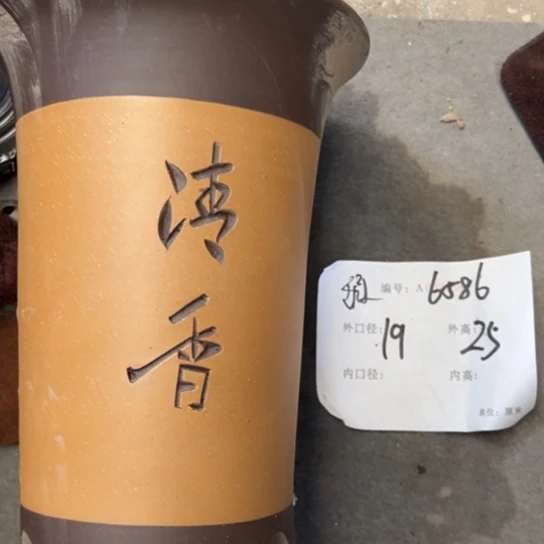 清香
编号: A 6586
外口径: 19 外高: 25
内口径: 内高:
单位: 厘米